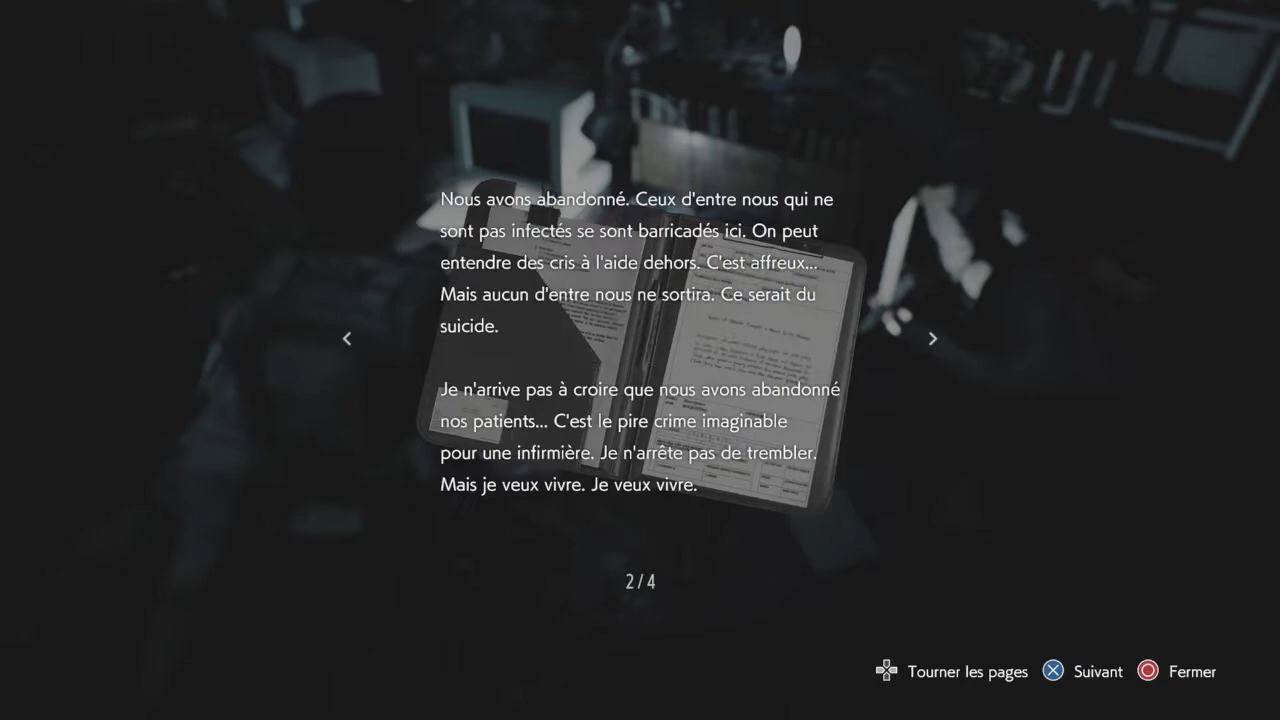 Nous avons abandonné. Ceux d'entre nous qui ne
sont pas infectés se sont barricadés ici. On peut
entendre des cris à l'aide dehors. C'est affreux...
Mais aucun d'entre nous ne sortira. Ce serait du
suicide.
Je n'arrive pas à croire que nous avons abandonné
nos patients... C'est le pire crime imaginable
pour une infirmière. Je n'arrête pas de trembler.
Mais je veux vivre. Je veux vivre.
2 / 4
Tourner les pages Suivant Fermer